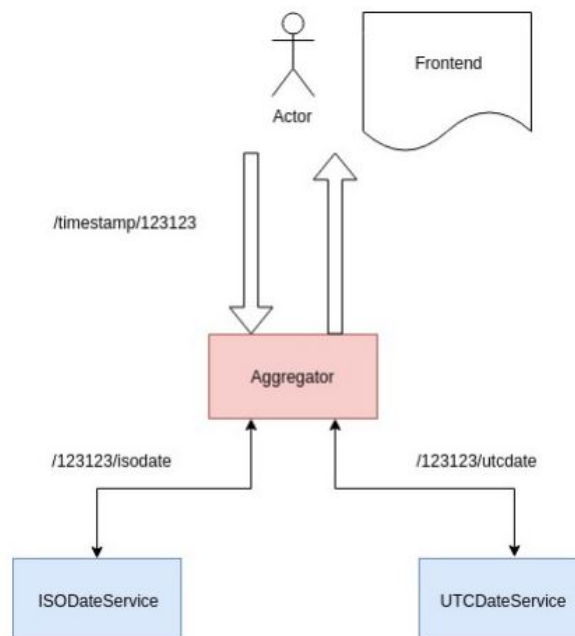 Frontend
Actor
/timestamp/123123
Aggregator
/123123/isodate
/123123/utcdate
ISODateService
UTCDateService